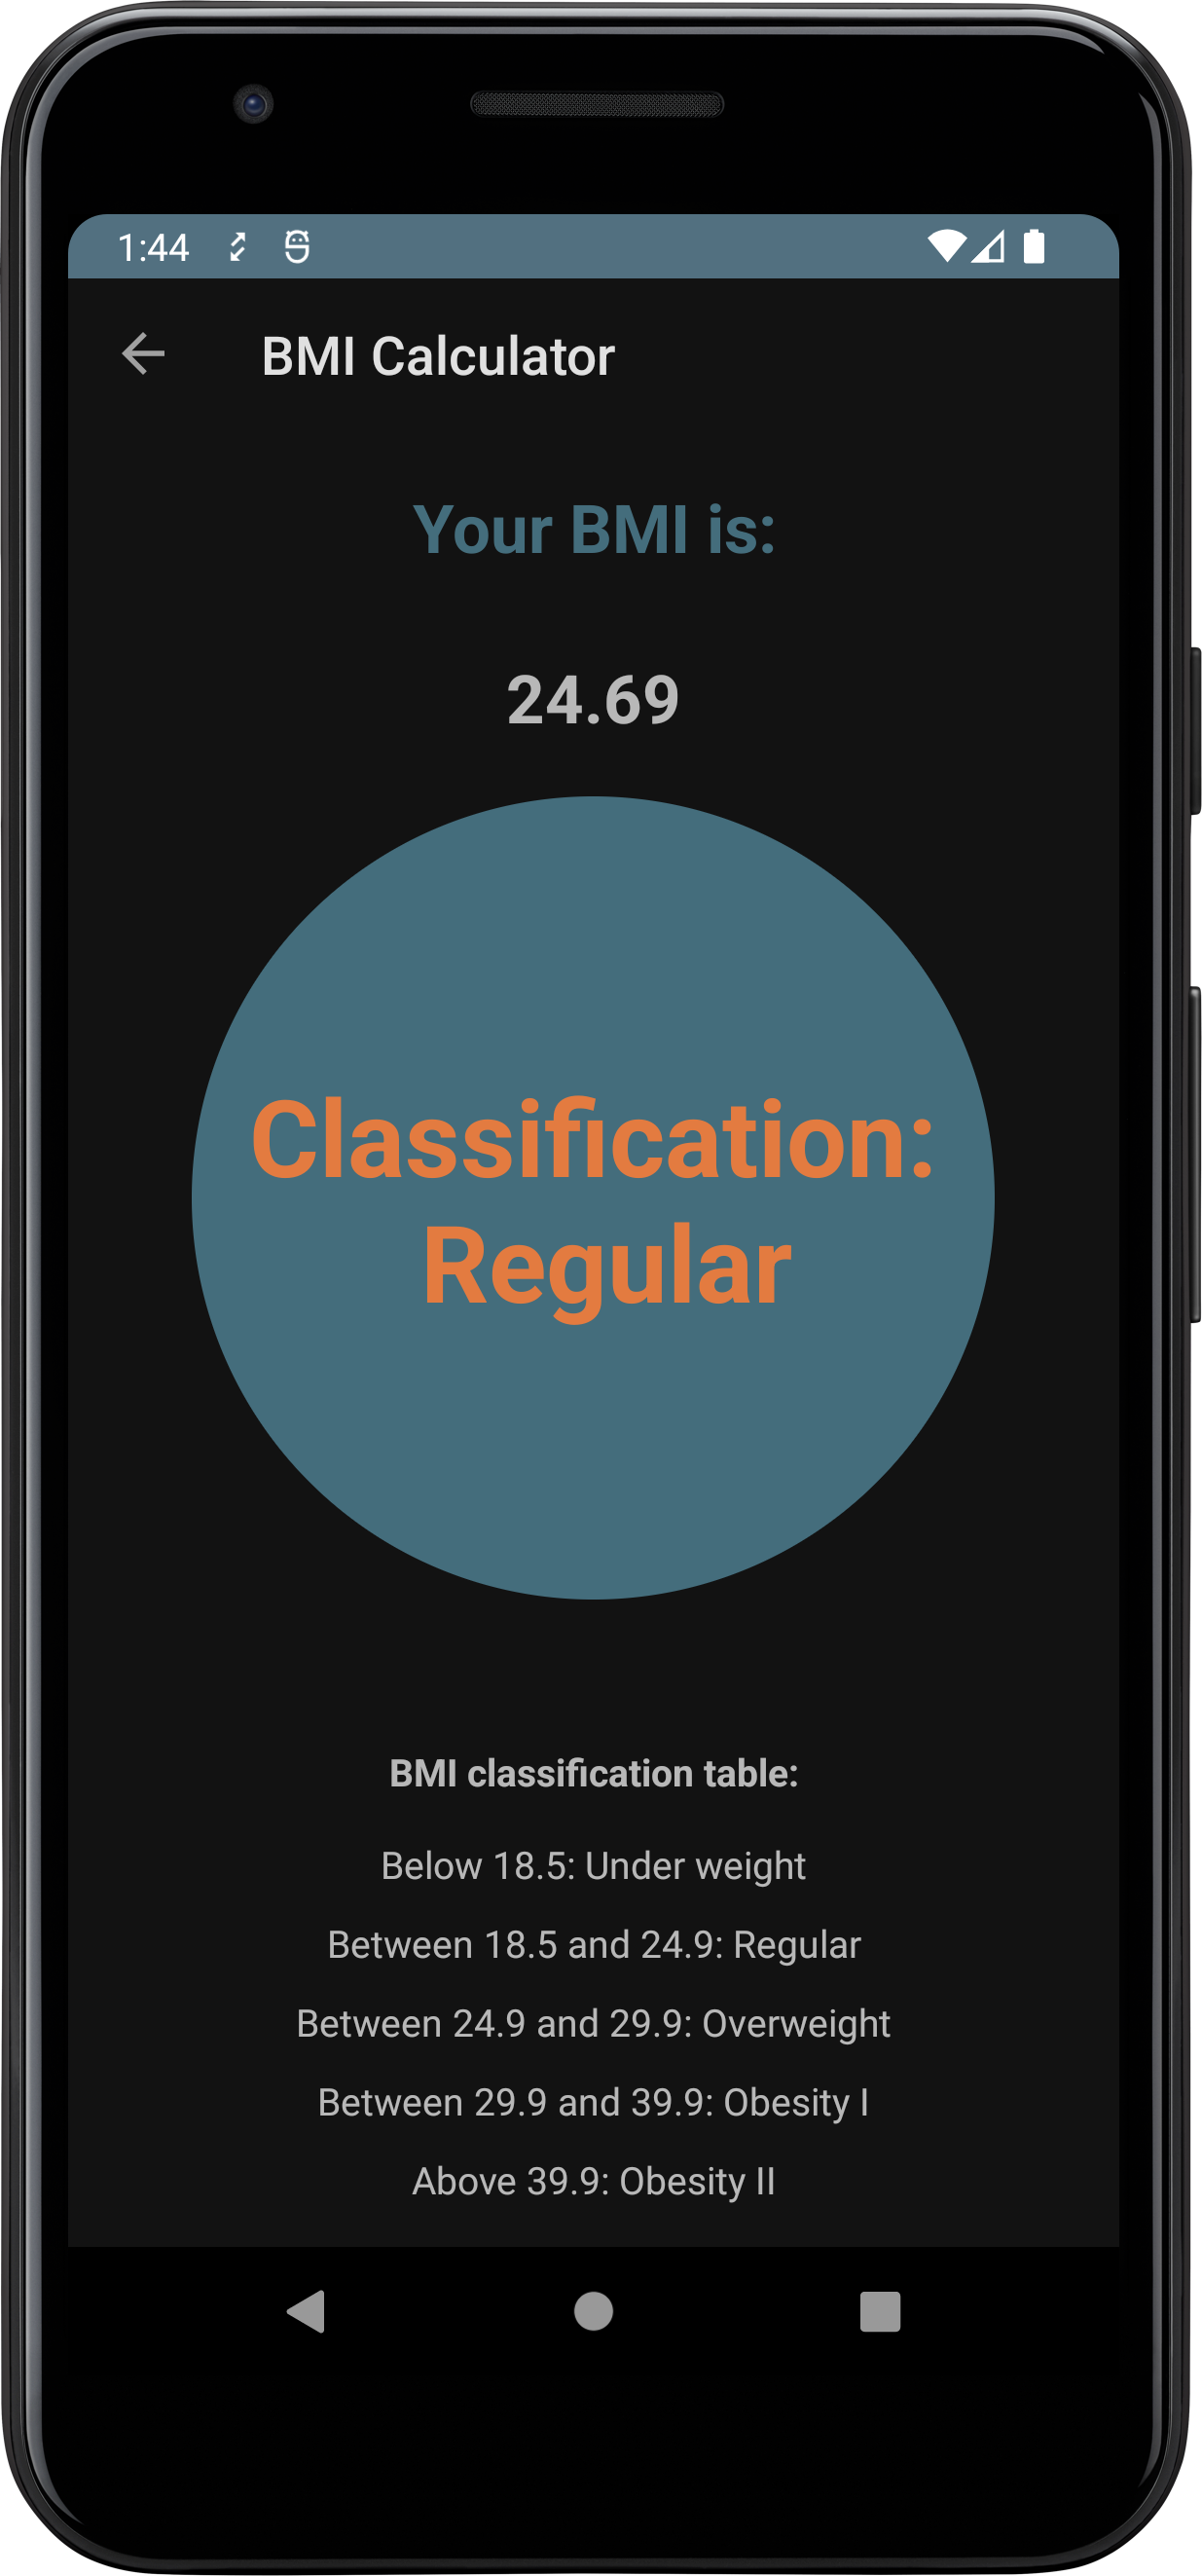 1:44
BMI Calculator
Your BMI is:
24.69
Classification:
Regular
BMI classification table:
Below 18.5: Under weight
Between 18.5 and 24.9: Regular
Between 24.9 and 29.9: Overweight
Between 29.9 and 39.9: Obesity I
Above 39.9: Obesity II